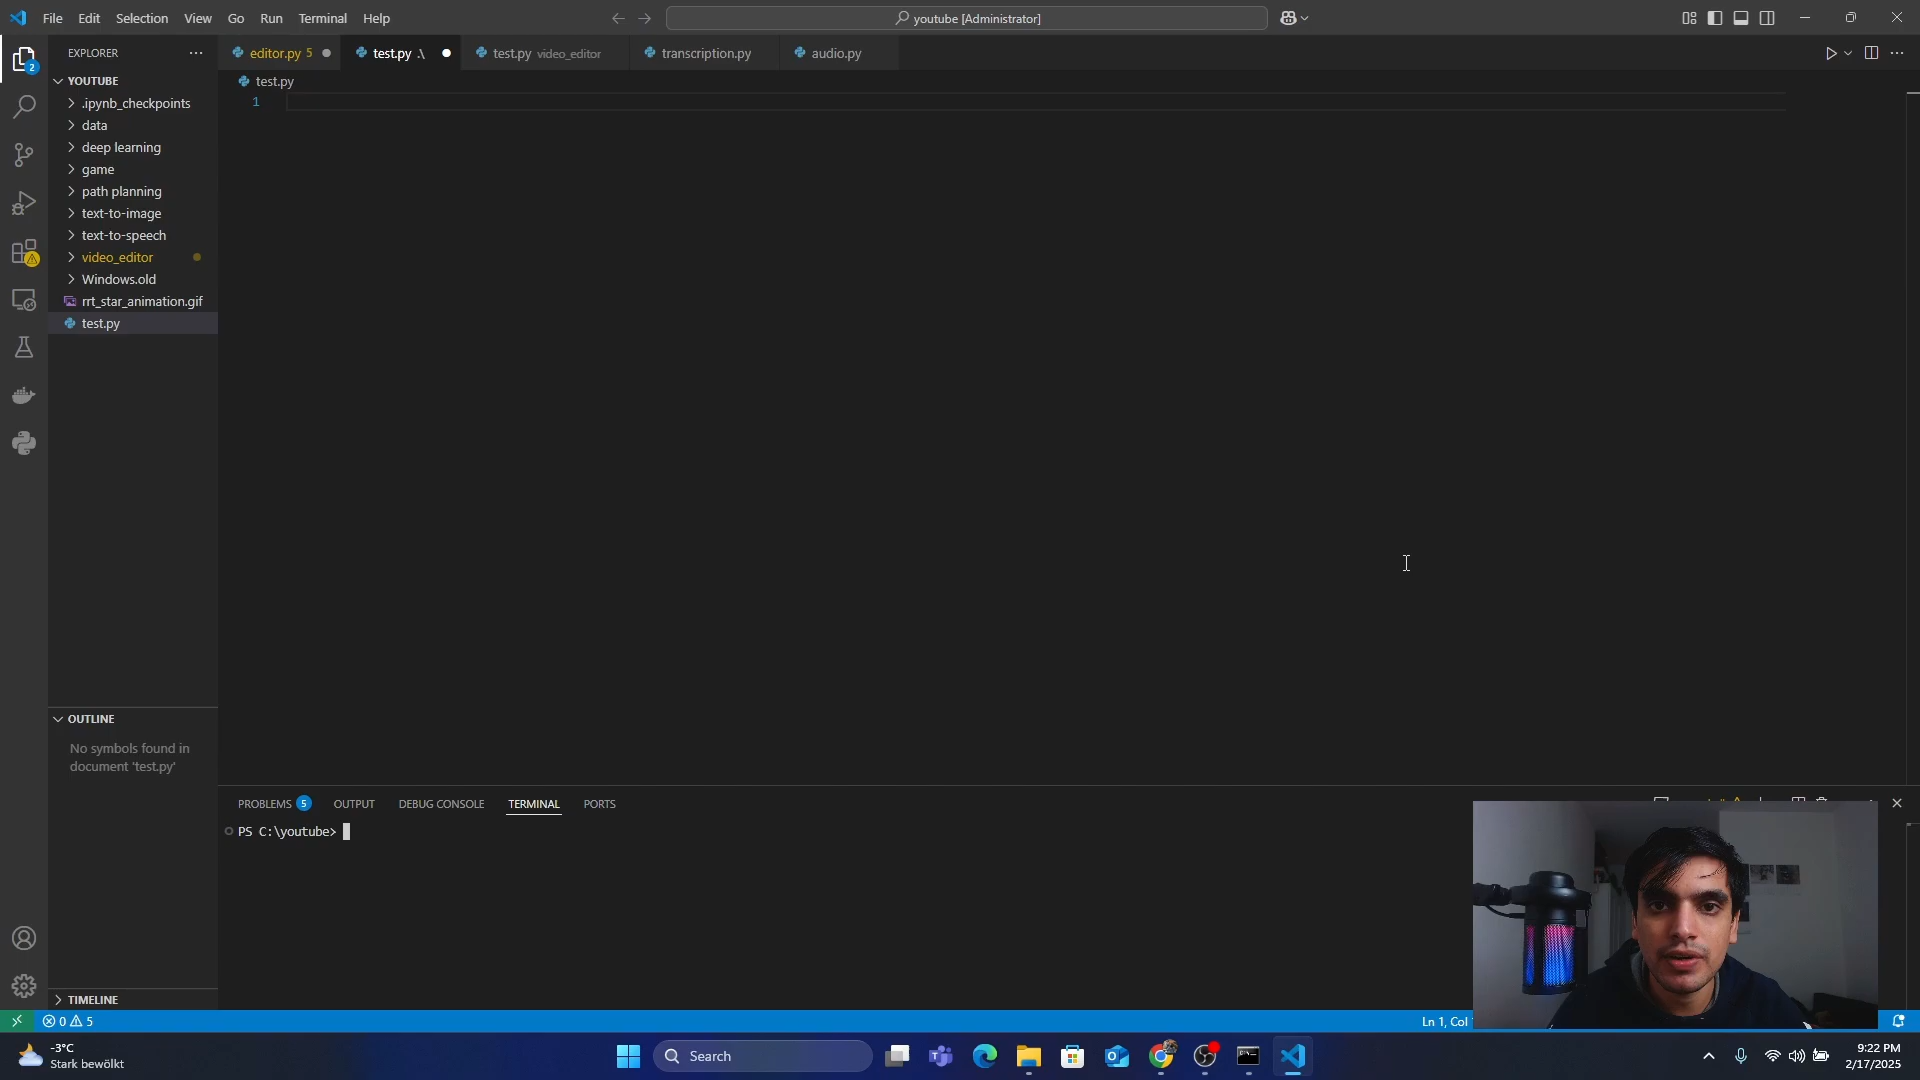 File Edit Selection View Go Run Terminal Help
youtube [Administrator]
EXPLORER
editor.py 5
test.py .\
test.py video_editor
transcription.py
audio.py
YOUTUBE
test.py
.ipynb_checkpoints
1
data
deep learning
game
path planning
text-to-image
text-to-speech
video_editor
Windows.old
rrt_star_animation.gif
test.py
2
OUTLINE
No symbols found in
document 'test.py'
PROBLEMS 5 OUTPUT DEBUG CONSOLE TERMINAL PORTS
PS C:\youtube>
TIMELINE
0 5
Ln 1, Col
-3°C
Stark bewölkt
Search
9:22 PM
2/17/2025